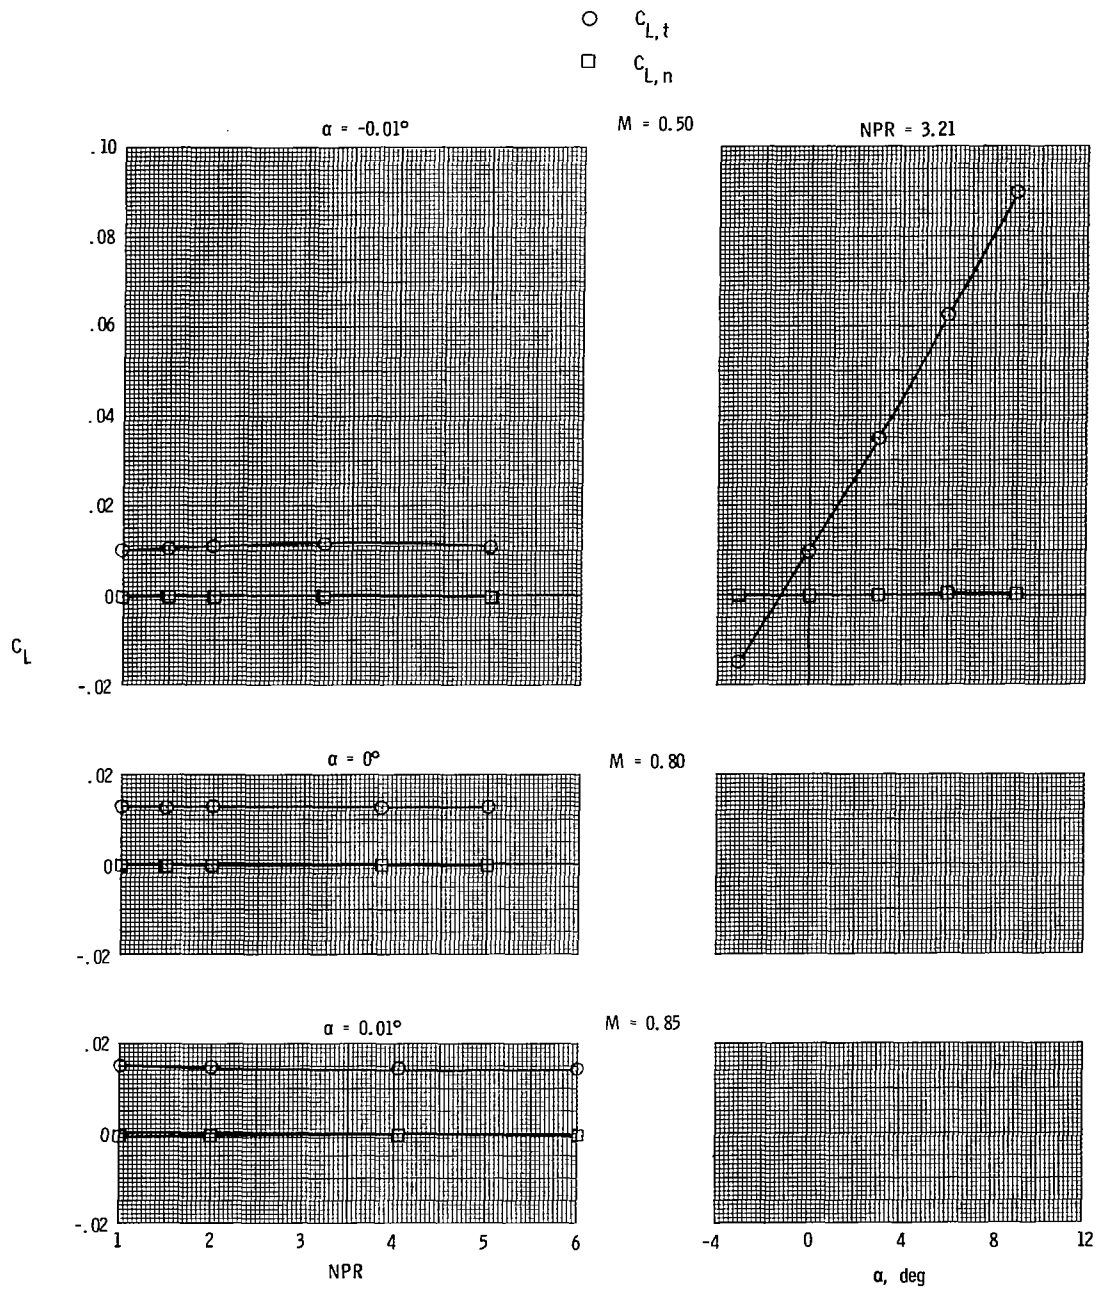 C_L,t
C_L,n
α = -0.01°
M = 0.50
NPR = 3.21
.10
.08
.06
.04
.02
0
-.02
C_L
α = 0°
M = 0.80
.02
0
-.02
α = 0.01°
M = 0.85
.02
0
-.02
1 2 3 4 5 6
NPR
-4 0 4 8 12
α, deg